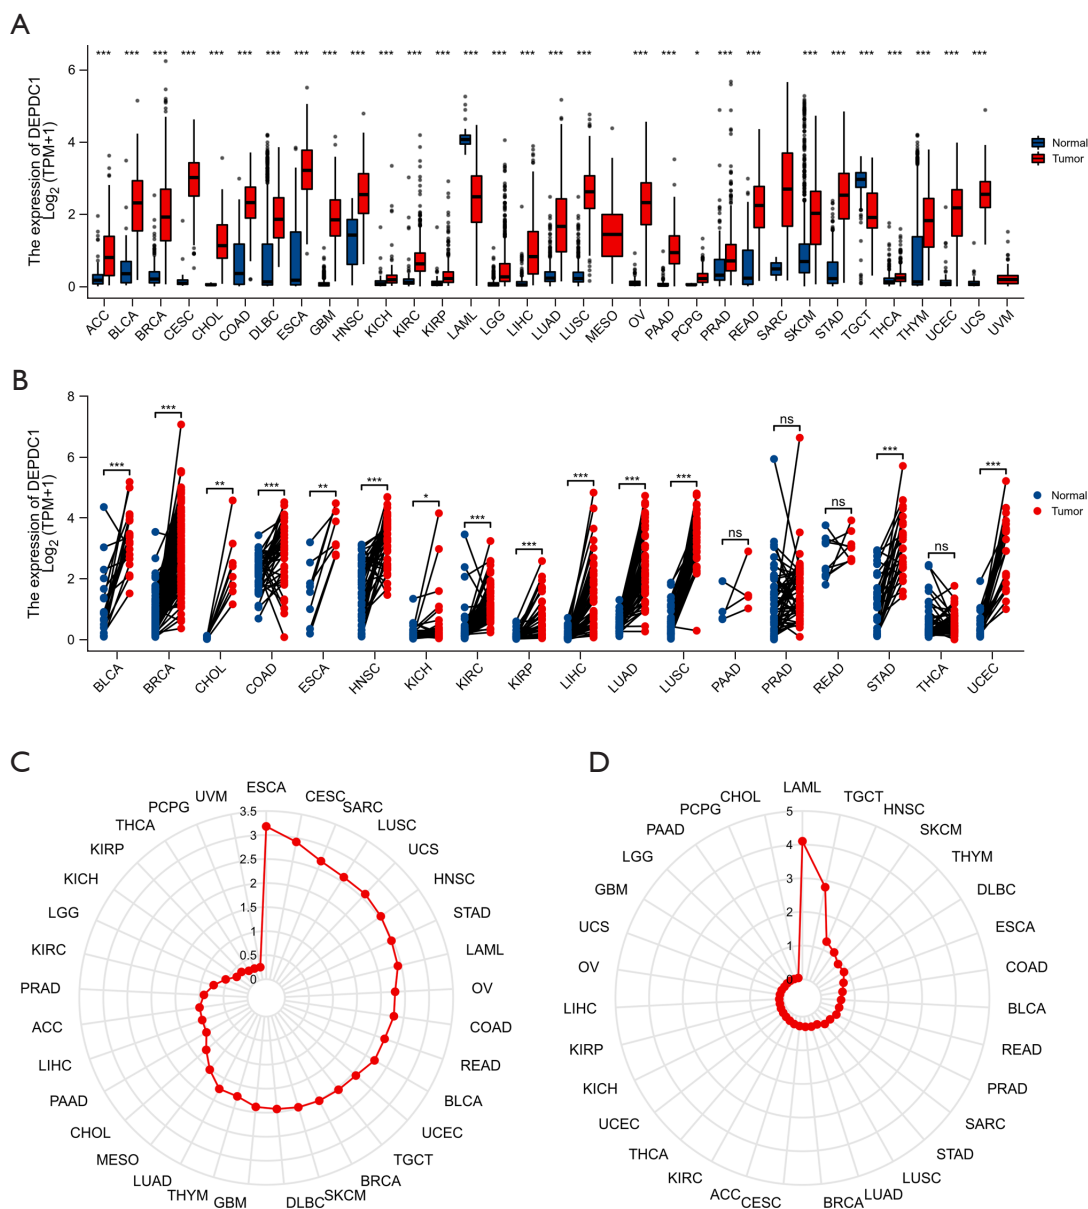 A
*** *** *** *** *** *** *** *** *** *** *** *** *** *** *** *** *** *** *** *** * *** *** *** *** *** *** *** *** ***
The expression of DEPDC1
Log2 (TPM+1)
6
4
2
0
Normal
Tumor
ACC BLCA BRCA CESC CHOL COAD DLBC ESCA GBM HNSC KICH KIRC KIRP LAML LGG LIHC LUAD LUSC MESO OV PAAD PCPG PRAD READ SARC SKCM STAD TGCT THCA THYM UCEC UCS UVM
B
The expression of DEPDC1
Log2 (TPM+1)
8
6
4
2
0
*** *** ** *** ** *** * *** *** *** *** *** ns ns ns *** ns ***
Normal
Tumor
BLCA BRCA CHOL COAD ESCA HNSC KICH KIRC KIRP LIHC LUAD LUSC PAAD PRAD READ STAD THCA UCEC
C
ESCA
CESC
SARC
LUSC
UCS
HNSC
STAD
LAML
OV
COAD
READ
BLCA
UCEC
TGCT
BRCA
SKCM
DLBC
GBM
THYM
LUAD
MESO
CHOL
PAAD
LIHC
ACC
PRAD
KIRC
LGG
KICH
KIRP
THCA
PCPG
UVM
3.5
3
2.5
2
1.5
1
0.5
0
D
LAML
TGCT
HNSC
SKCM
THYM
DLBC
ESCA
COAD
BLCA
READ
PRAD
SARC
STAD
LUSC
LUAD
BRCA
CESC
ACC
KIRC
THCA
UCEC
KICH
KIRP
LIHC
OV
UCS
GBM
LGG
PAAD
PCPG
CHOL
5
4
3
2
1
0